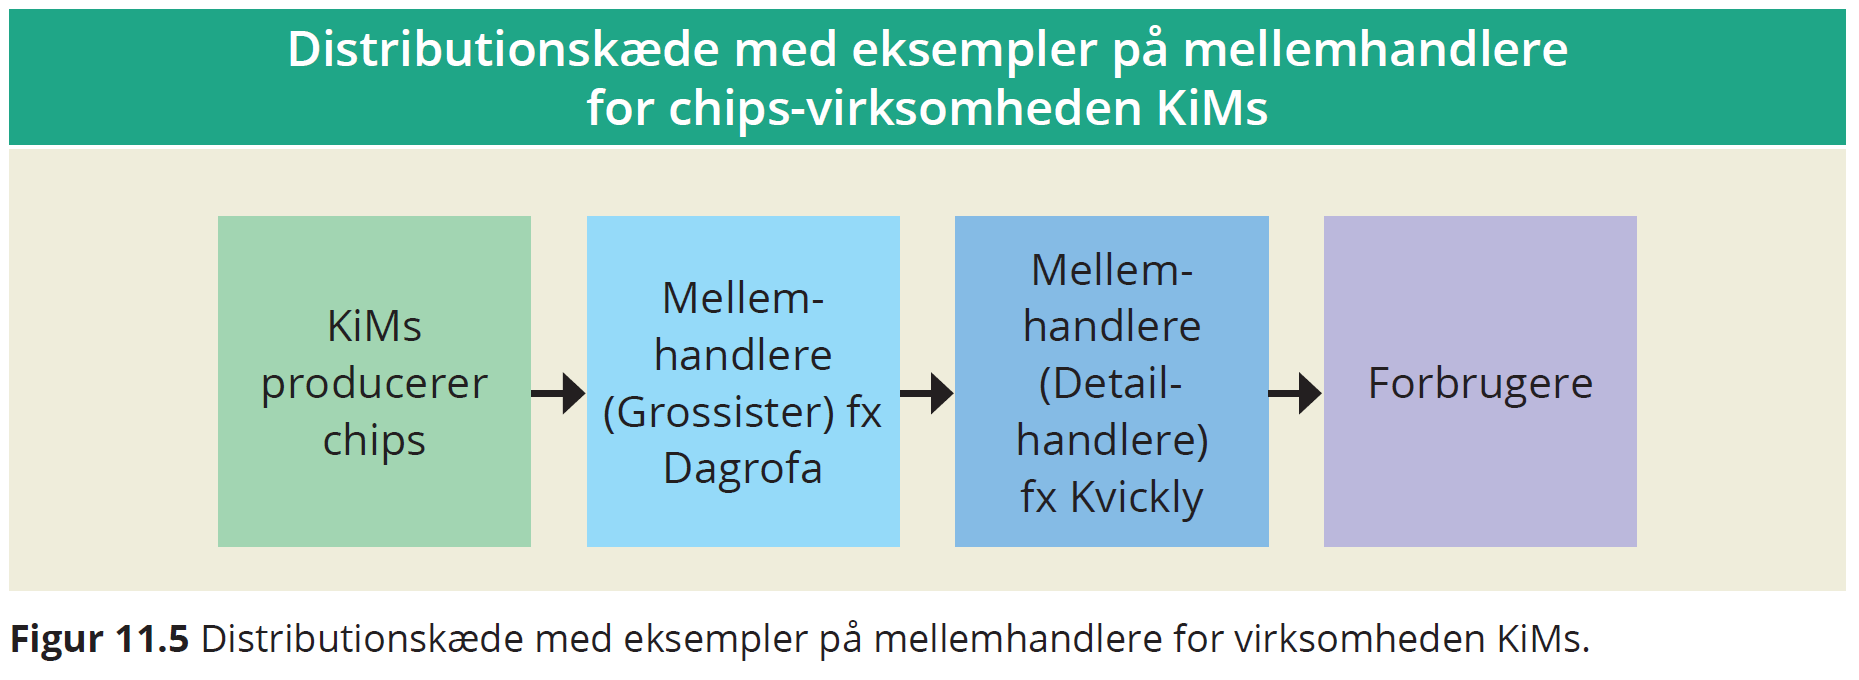 Distributionskæde med eksempler på mellemhandlere
for chips-virksomheden KiMs
KiMs
producerer
chips
Mellem-
handlere
(Grossister) fx
Dagrofa
Mellem-
handlere
(Detail-
handlere)
fx Kvickly
Forbrugere
Figur 11.5 Distributionskæde med eksempler på mellemhandlere for virksomheden KiMs.